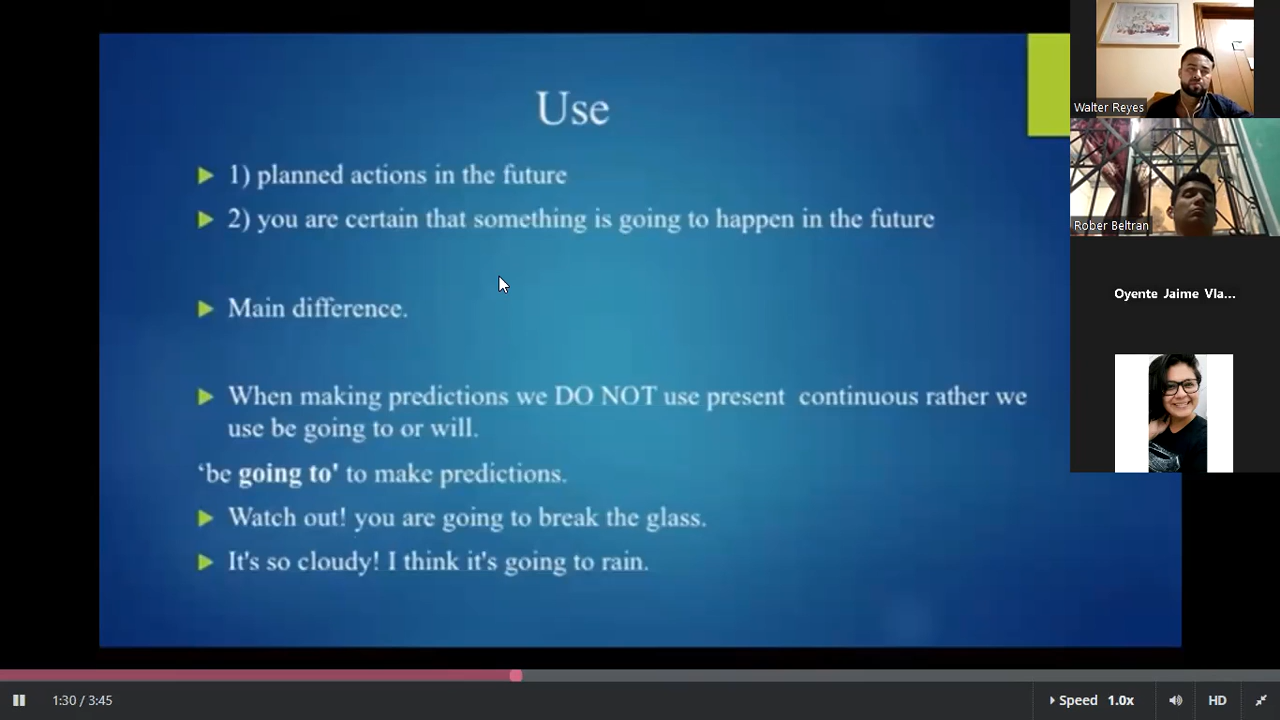 Use
1) planned actions in the future
2) you are certain that something is going to happen in the future
Main difference.
When making predictions we DO NOT use present continuous rather we
use be going to or will.
‘be going to' to make predictions.
Watch out! you are going to break the glass.
It's so cloudy! I think it's going to rain.
Walter Reyes
Rober Beltran
Oyente Jaime Vla...
1:30 / 3:45
Speed 1.0x
HD